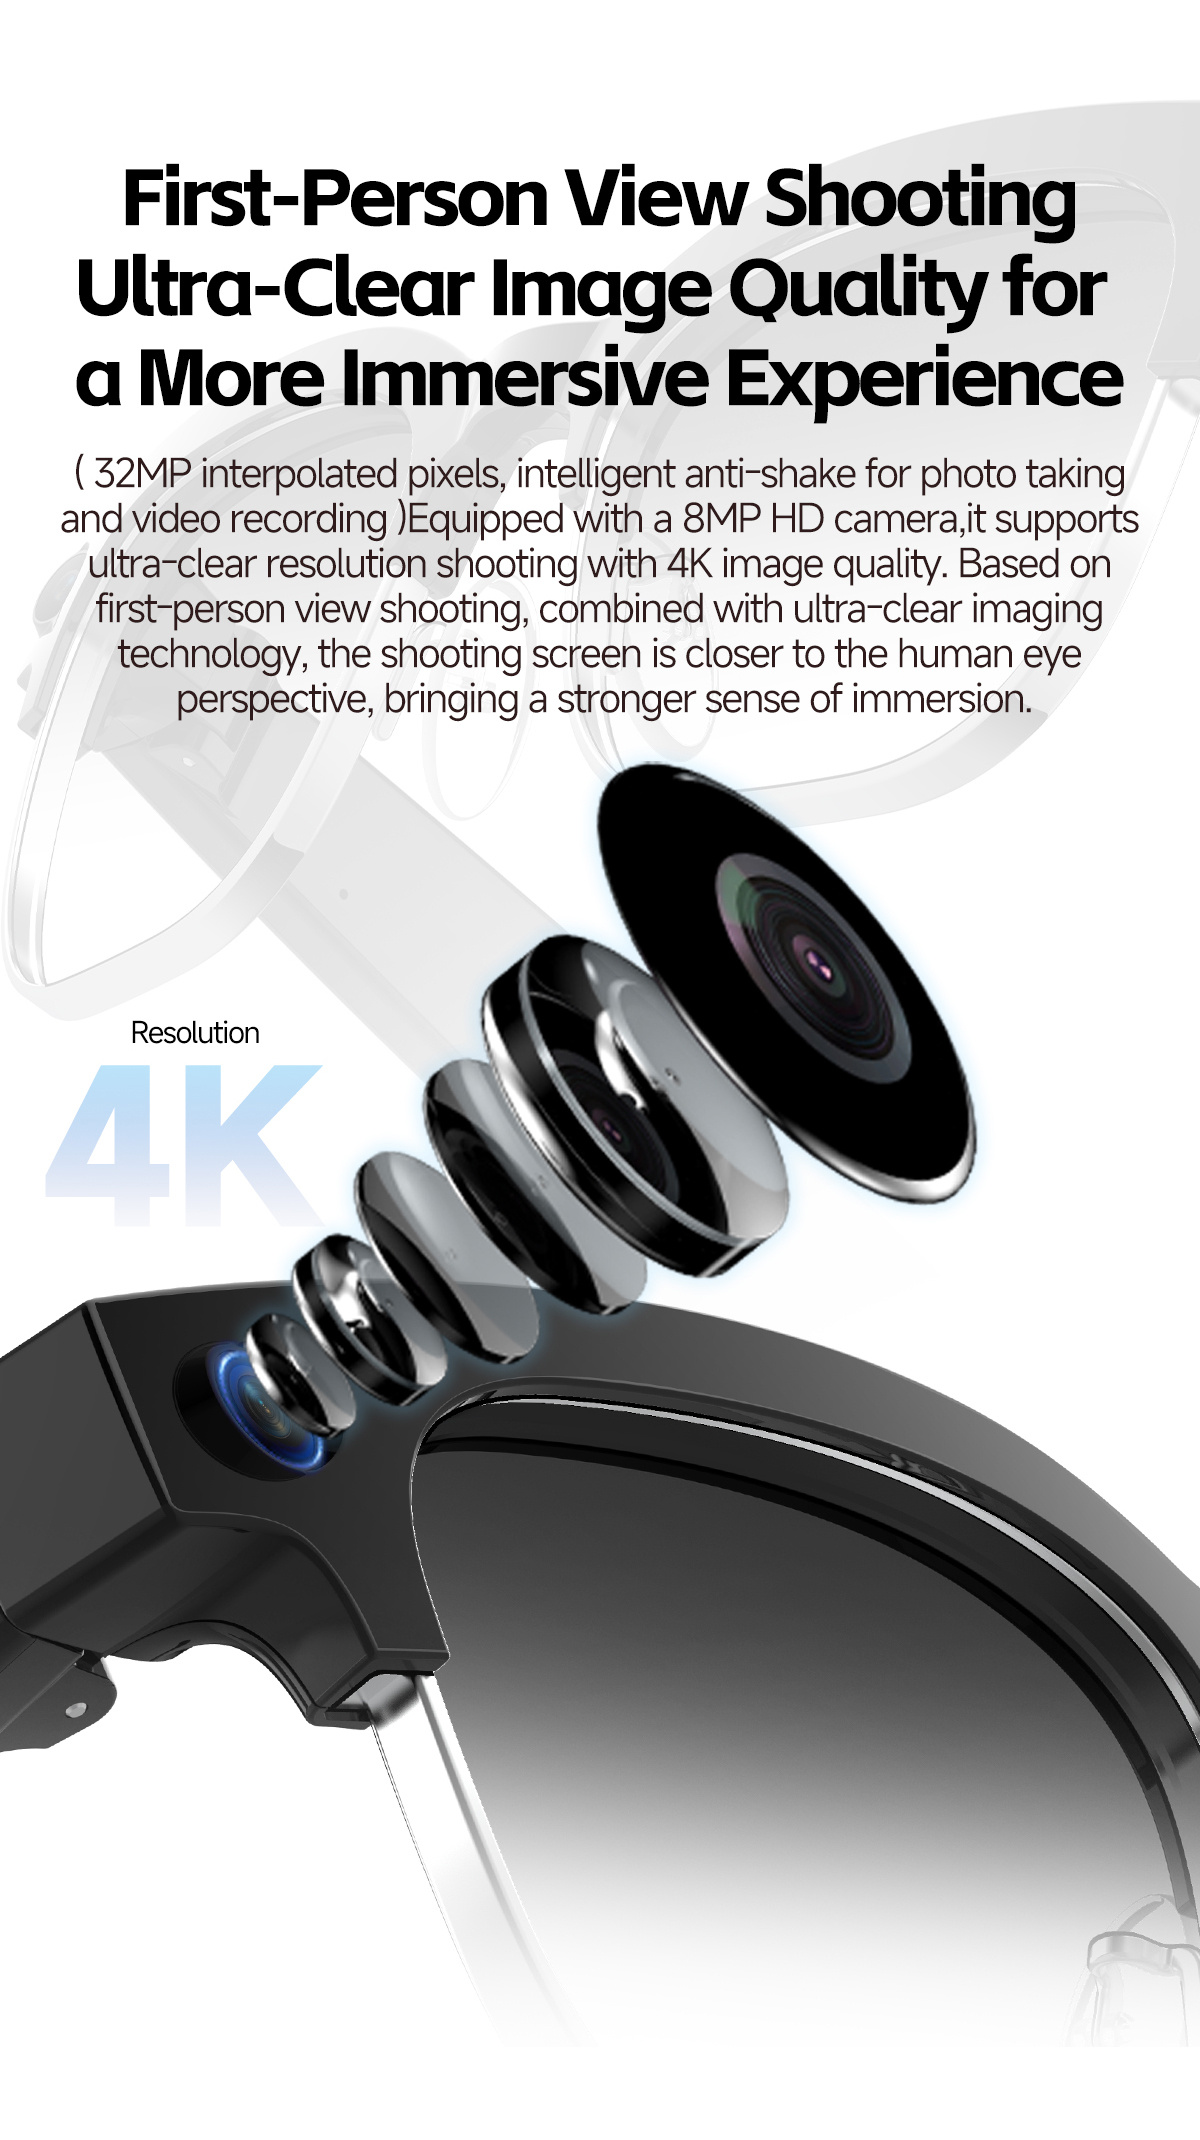 First-Person View Shooting
Ultra-Clear Image Quality for
a More Immersive Experience
( 32MP interpolated pixels, intelligent anti-shake for photo taking
and video recording )Equipped with a 8MP HD camera,it supports
ultra-clear resolution shooting with 4K image quality. Based on
first-person view shooting, combined with ultra-clear imaging
technology, the shooting screen is closer to the human eye
perspective, bringing a stronger sense of immersion.
Resolution
4K